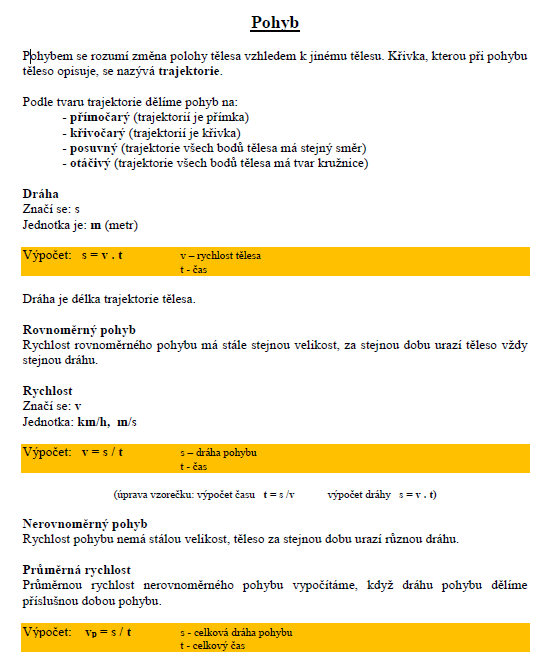 Pohyb
Pohybem se rozumí změna polohy tělesa vzhledem k jinému tělesu. Křivka, kterou při pohybu
těleso opisuje, se nazývá trajektorie.
Podle tvaru trajektorie dělíme pohyb na:
- přímočarý (trajektorií je přímka)
- křivočarý (trajektorií je křivka)
- posuvný (trajektorie všech bodů tělesa má stejný směr)
- otáčivý (trajektorie všech bodů tělesa má tvar kružnice)
Dráha
Značí se: s
Jednotka je: m (metr)
Výpočet: s = v . t v – rychlost tělesa
t - čas
Dráha je délka trajektorie tělesa.
Rovnoměrný pohyb
Rychlost rovnoměrného pohybu má stále stejnou velikost, za stejnou dobu urazí těleso vždy
stejnou dráhu.
Rychlost
Značí se: v
Jednotka: km/h, m/s
Výpočet: v = s / t s – dráha pohybu
t - čas
(úprava vzorečku: výpočet času t = s /v výpočet dráhy s = v . t)
Nerovnoměrný pohyb
Rychlost pohybu nemá stálou velikost, těleso za stejnou dobu urazí různou dráhu.
Průměrná rychlost
Průměrnou rychlost nerovnoměrného pohybu vypočítáme, když dráhu pohybu dělíme
příslušnou dobou pohybu.
Výpočet: vₚ = s / t s - celková dráha pohybu
t - celkový čas